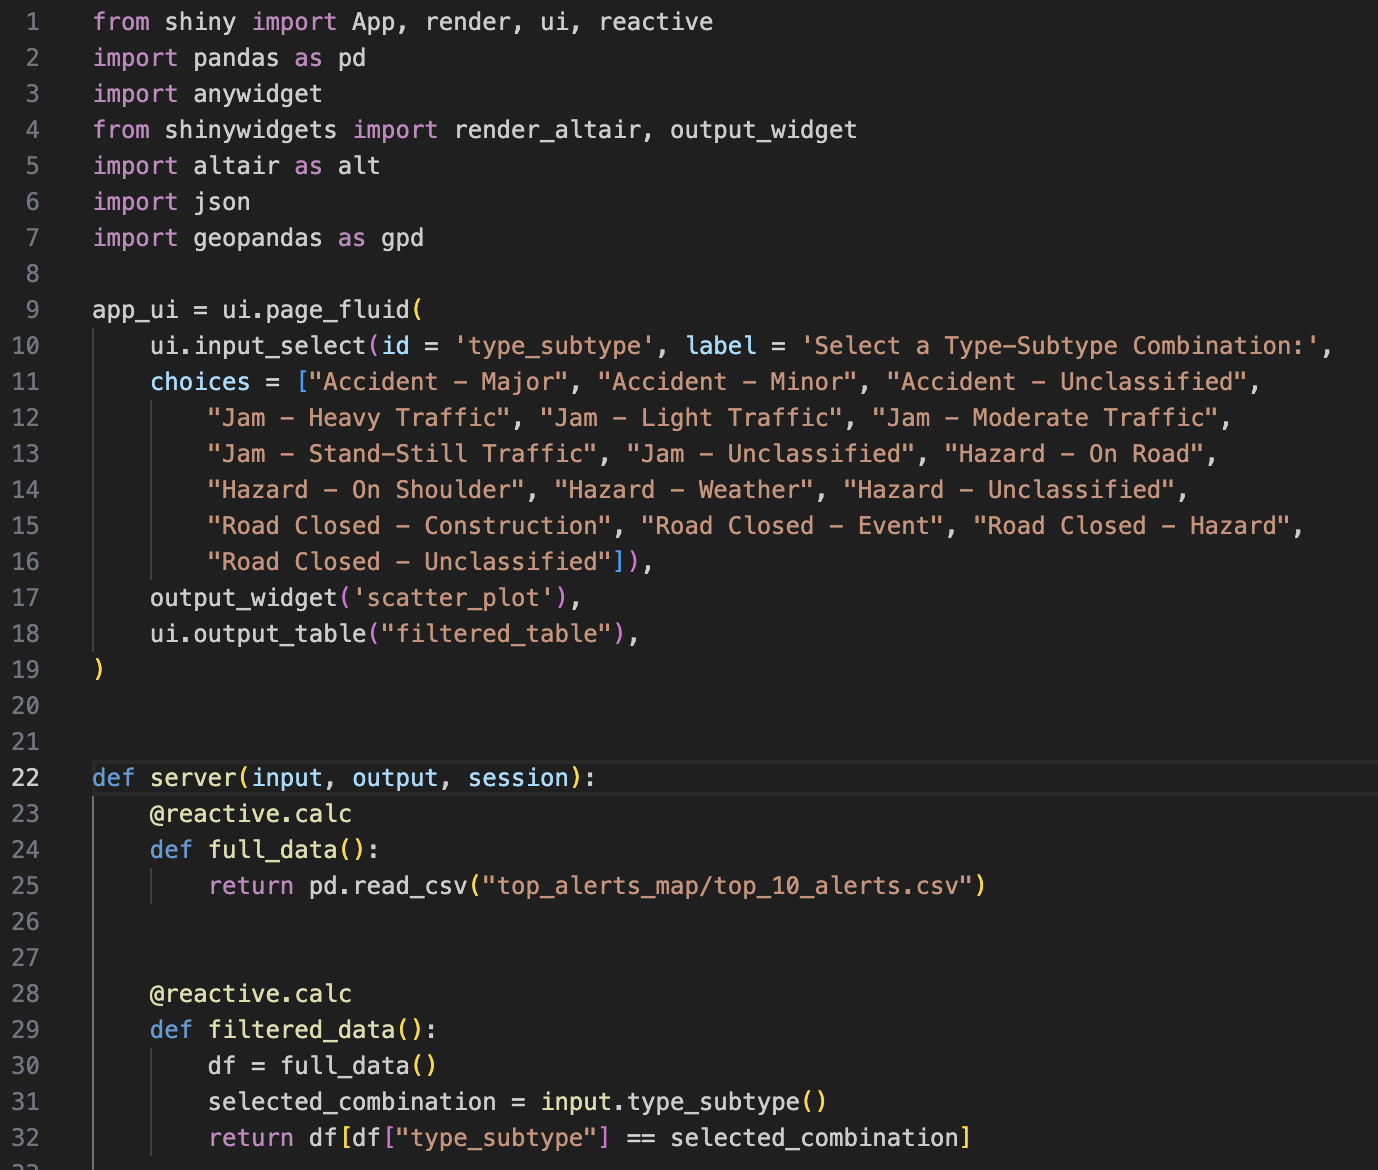 1 from shiny import App, render, ui, reactive
2 import pandas as pd
3 import anywidget
4 from shinywidgets import render_altair, output_widget
5 import altair as alt
6 import json
7 import geopandas as gpd
8
9 app_ui = ui.page_fluid(
10     ui.input_select(id = 'type_subtype', label = 'Select a Type-Subtype Combination:',
11     choices = ["Accident - Major", "Accident - Minor", "Accident - Unclassified",
12         "Jam - Heavy Traffic", "Jam - Light Traffic", "Jam - Moderate Traffic",
13         "Jam - Stand-Still Traffic", "Jam - Unclassified", "Hazard - On Road",
14         "Hazard - On Shoulder", "Hazard - Weather", "Hazard - Unclassified",
15         "Road Closed - Construction", "Road Closed - Event", "Road Closed - Hazard",
16         "Road Closed - Unclassified"]),
17     output_widget('scatter_plot'),
18     ui.output_table("filtered_table"),
19 )
20
21
22 def server(input, output, session):
23     @reactive.calc
24     def full_data():
25         return pd.read_csv("top_alerts_map/top_10_alerts.csv")
26
27
28     @reactive.calc
29     def filtered_data():
30         df = full_data()
31         selected_combination = input.type_subtype()
32         return df[df["type_subtype"] == selected_combination]